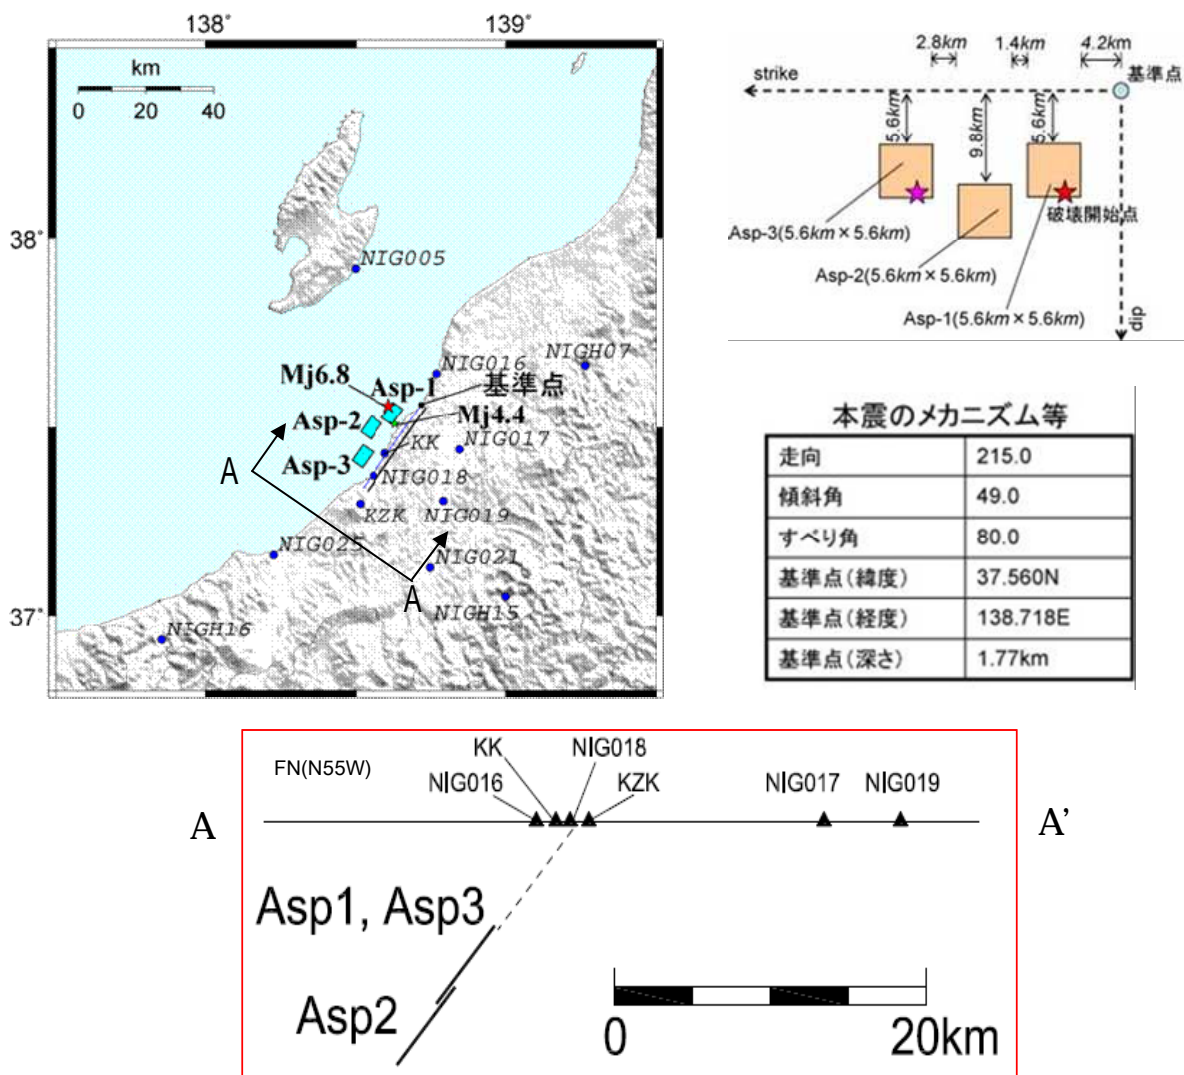 138°
139°
km
0
20
40
38°
37°
NIG005
NIGH07
NIG016
Mj6.8
Asp-1
基準点
Asp-2
Mj4.4
A
KK
NIG017
Asp-3
NIG018
KZK
NIG019
NIG025
NIG021
A
NIGH15
NIGH16
2.8km
1.4km
4.2km
strike
基準点
5.6km
9.8km
5.6km
破壊開始点
Asp-3(5.6km×5.6km)
Asp-2(5.6km×5.6km)
Asp-1(5.6km×5.6km)
dip
本震のメカニズム等
走向 215.0
傾斜角 49.0
すべり角 80.0
基準点(緯度) 37.560N
基準点(経度) 138.718E
基準点(深さ) 1.77km
FN(N55W)
KK
NIG018
NIG016
KZK
NIG017
NIG019
A
A’
Asp1, Asp3
Asp2
0
20km